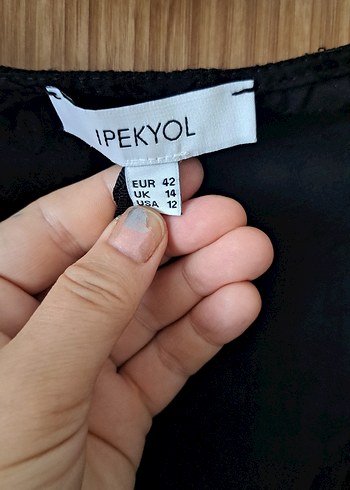 IPEKYOL
EUR 42
UK 14
USA 12